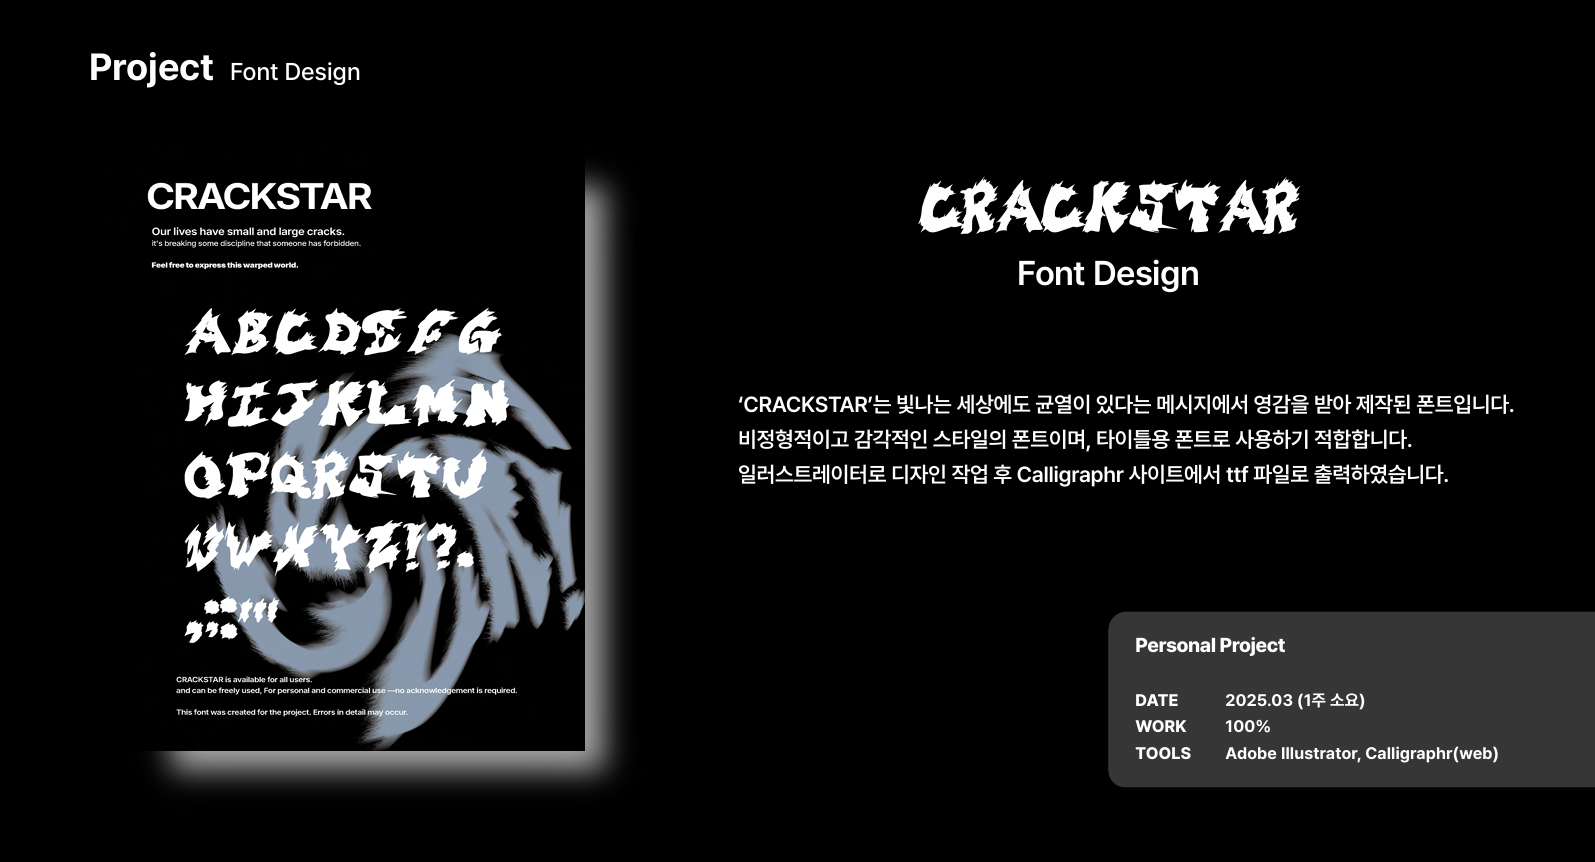 Project Font Design
CRACKSTAR
Our lives have small and large cracks.
it's breaking some discipline that someone has forbidden.
Feel free to express this warped world.
ABCDEFG
HIJKLMN
OPQRSTU
VWXYZ!?.
CRACKSTAR is available for all users.
and can be freely used, For personal and commercial use —no acknowledgement is required.
This font was created for the project. Errors in detail may occur.
CRACKSTAR
Font Design
‘CRACKSTAR’는 빛나는 세상에도 균열이 있다는 메시지에서 영감을 받아 제작된 폰트입니다.
비정형적이고 감각적인 스타일의 폰트이며, 타이틀용 폰트로 사용하기 적합합니다.
일러스트레이터로 디자인 작업 후 Calligraphr 사이트에서 ttf 파일로 출력하였습니다.
Personal Project
DATE 2025.03 (1주 소요)
WORK 100%
TOOLS Adobe Illustrator, Calligraphr(web)